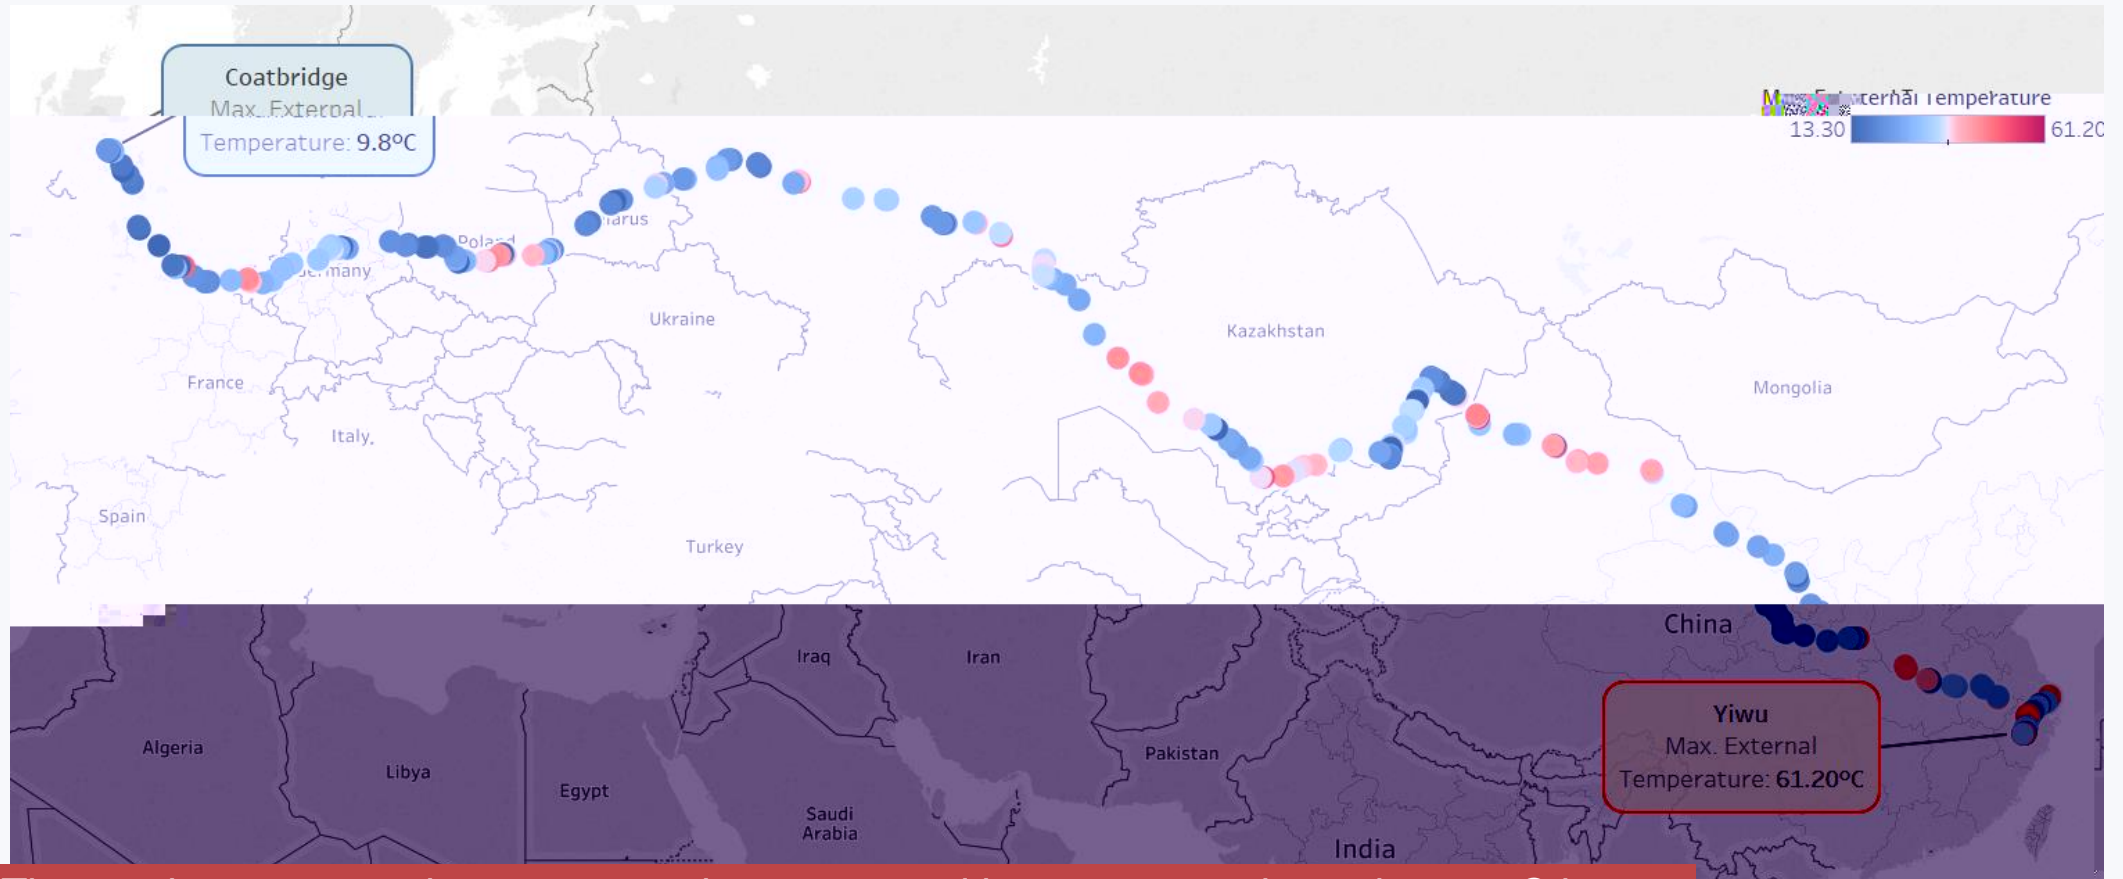 Coatbridge
Max. External
Temperature: 9.8ºC
External Temperature
13.30
61.20
Poland
Germany
Ukraine
Kazakhstan
Mongolia
France
Italy
Spain
Turkey
China
Iraq
Iran
Yiwu
Max. External
Temperature: 61.20ºC
Algeria
Libya
Egypt
Pakistan
Saudi
Arabia
India